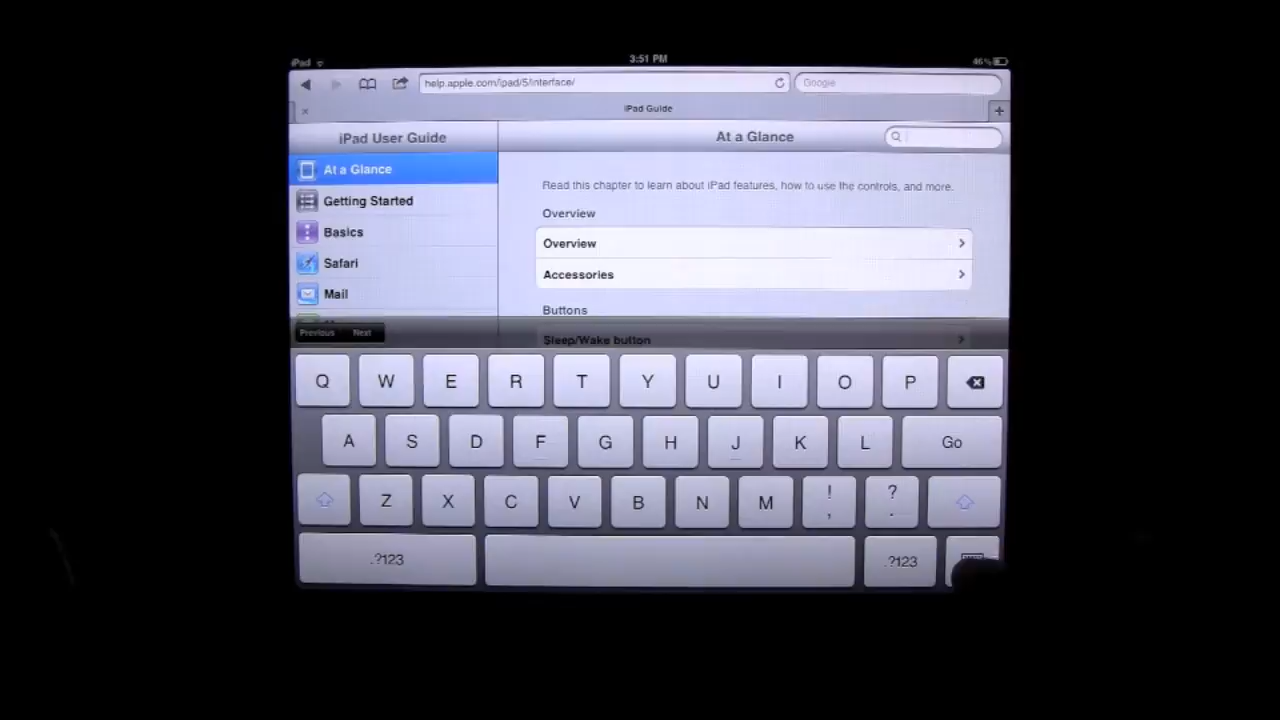 iPad
3:51 PM
46%
help.apple.com/ipad/5/interface/
Google
iPad Guide
iPad User Guide
At a Glance
At a Glance
Getting Started
Basics
Safari
Mail
Read this chapter to learn about iPad features, how to use the controls, and more.
Overview
Overview
Accessories
Buttons
Sleep/Wake button
Previous Next
Q W E R T Y U I O P
A S D F G H J K L Go
Z X C V B N M ! , ? .
.?123 .?123